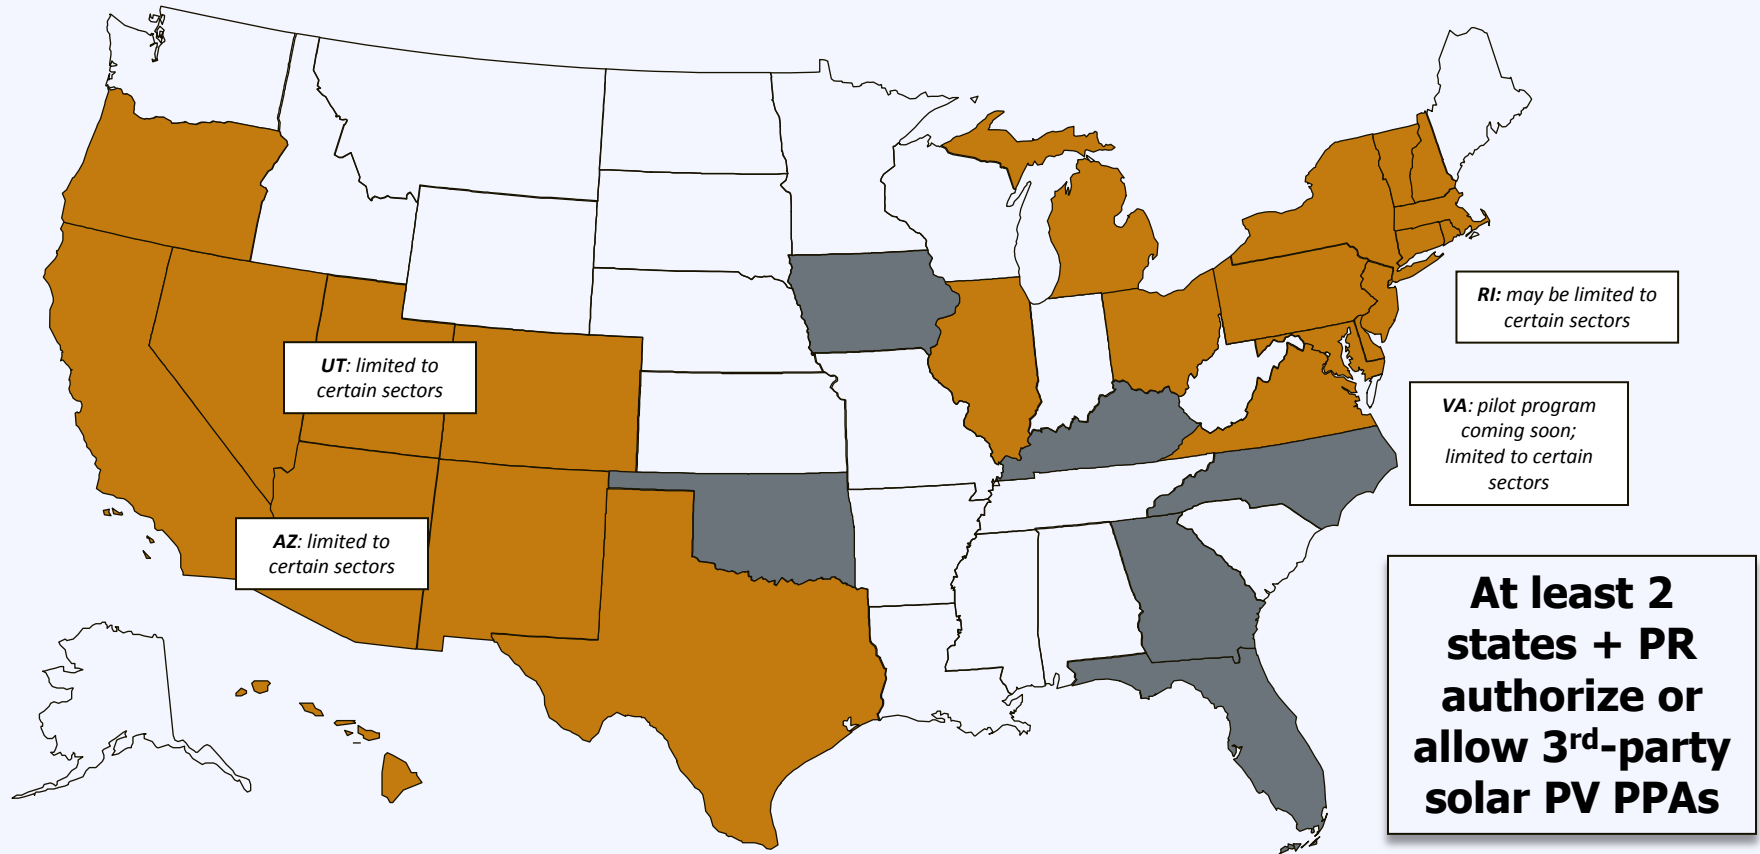 UT: limited to
certain sectors
AZ: limited to
certain sectors
RI: may be limited to
certain sectors
VA: pilot program
coming soon;
limited to certain
sectors
At least 2
states + PR
authorize or
allow 3rd-party
solar PV PPAs